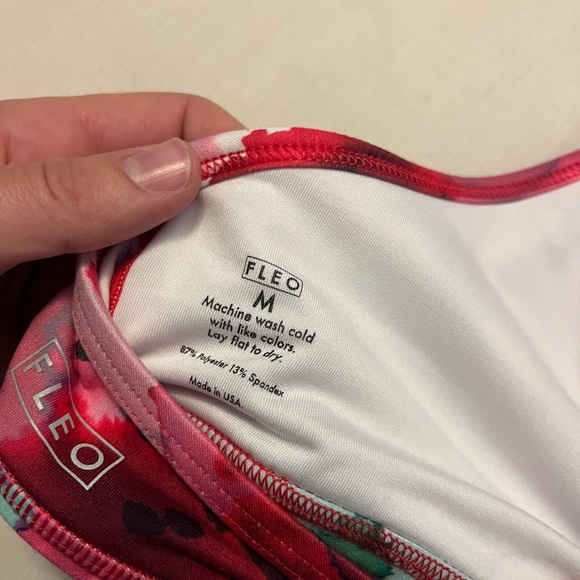 FLEO
M
Machine wash cold
with like colors.
Lay flat to dry.
87% Polyester 13% Spandex
Made in USA.
FLEO